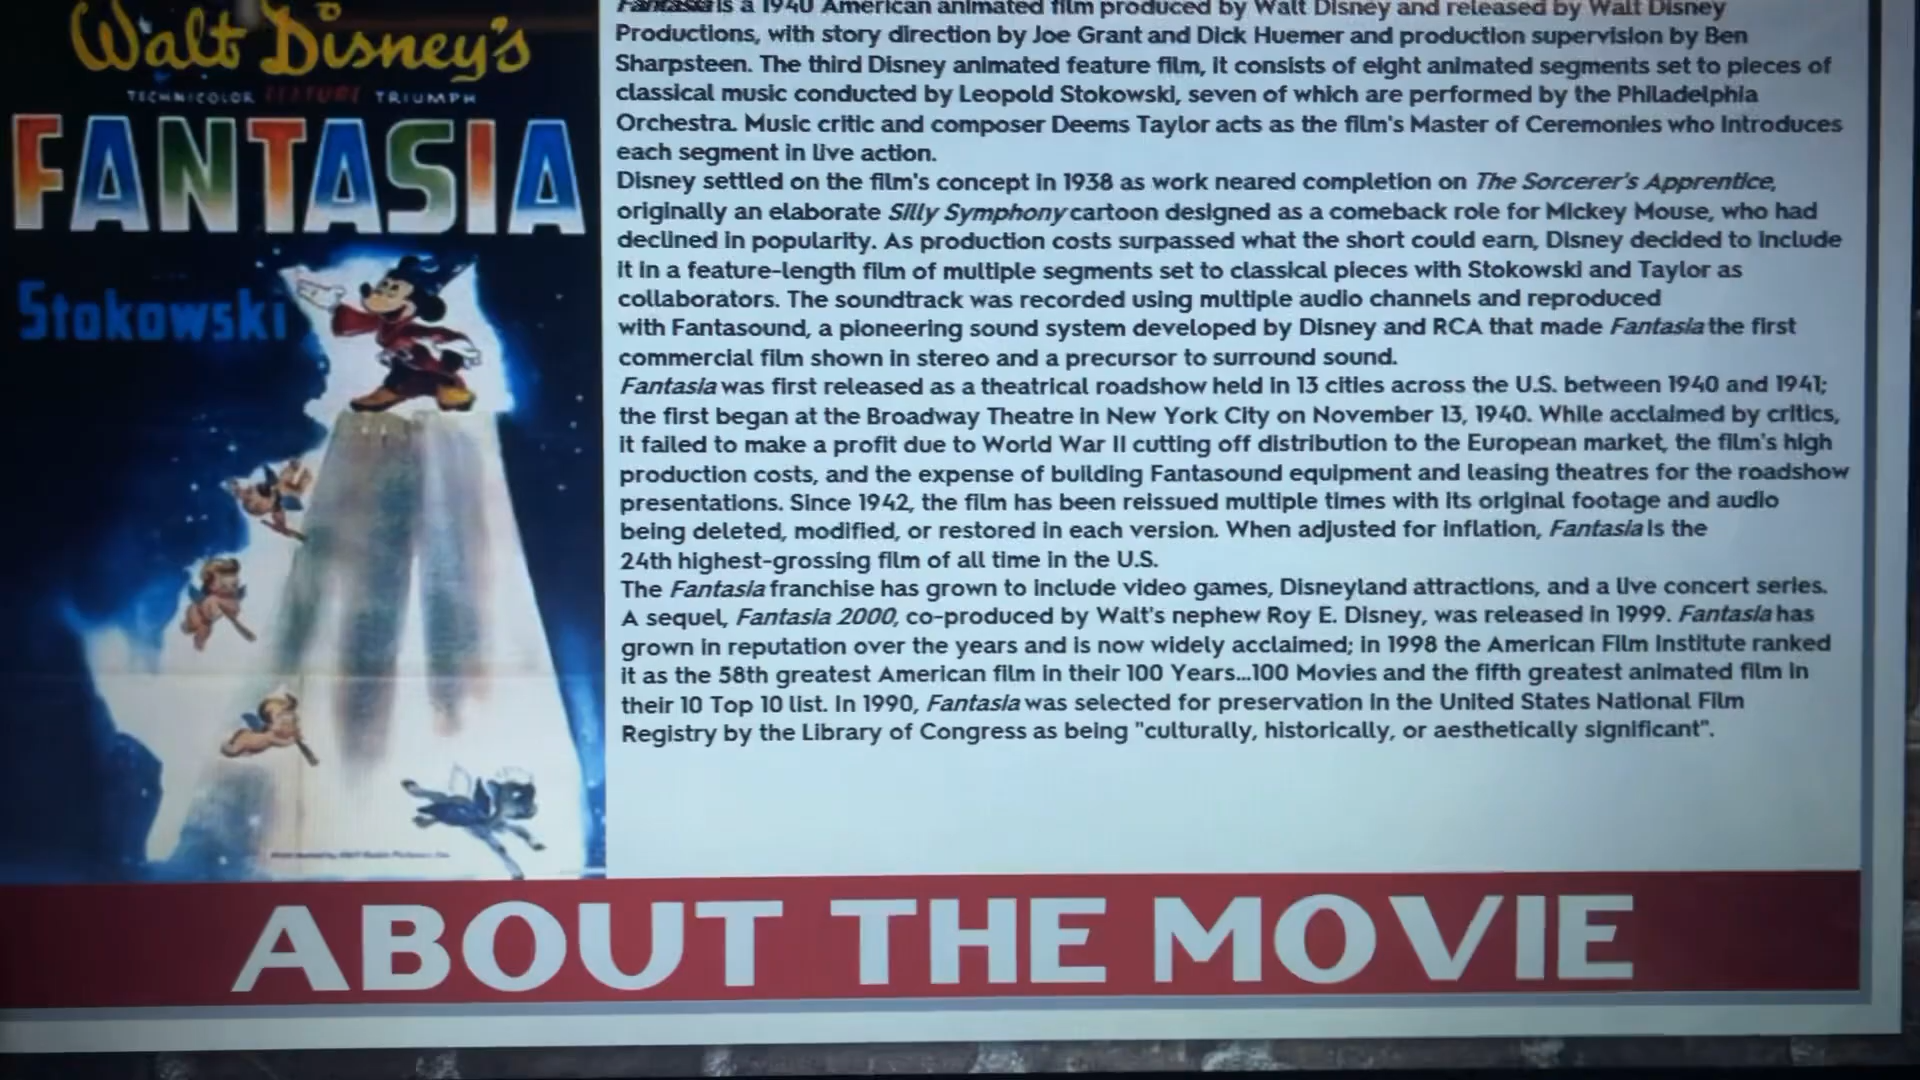 Walt Disney's
TECHNICOLOR FEATURE TRIUMPH
FANTASIA
Stokowski
Fantasia is a 1940 American animated film produced by Walt Disney and released by Walt Disney
Productions, with story direction by Joe Grant and Dick Huemer and production supervision by Ben
Sharpsteen. The third Disney animated feature film, it consists of eight animated segments set to pieces of
classical music conducted by Leopold Stokowski, seven of which are performed by the Philadelphia
Orchestra. Music critic and composer Deems Taylor acts as the film's Master of Ceremonies who introduces
each segment in live action.
Disney settled on the film's concept in 1938 as work neared completion on The Sorcerer's Apprentice,
originally an elaborate Silly Symphony cartoon designed as a comeback role for Mickey Mouse, who had
declined in popularity. As production costs surpassed what the short could earn, Disney decided to include
it in a feature-length film of multiple segments set to classical pieces with Stokowski and Taylor as
collaborators. The soundtrack was recorded using multiple audio channels and reproduced
with Fantasound, a pioneering sound system developed by Disney and RCA that made Fantasia the first
commercial film shown in stereo and a precursor to surround sound.
Fantasia was first released as a theatrical roadshow held in 13 cities across the U.S. between 1940 and 1941;
the first began at the Broadway Theatre in New York City on November 13, 1940. While acclaimed by critics,
it failed to make a profit due to World War II cutting off distribution to the European market, the film's high
production costs, and the expense of building Fantasound equipment and leasing theatres for the roadshow
presentations. Since 1942, the film has been reissued multiple times with its original footage and audio
being deleted, modified, or restored in each version. When adjusted for inflation, Fantasia is the
24th highest-grossing film of all time in the U.S.
The Fantasia franchise has grown to include video games, Disneyland attractions, and a live concert series.
A sequel, Fantasia 2000, co-produced by Walt's nephew Roy E. Disney, was released in 1999. Fantasia has
grown in reputation over the years and is now widely acclaimed; in 1998 the American Film Institute ranked
it as the 58th greatest American film in their 100 Years...100 Movies and the fifth greatest animated film in
their 10 Top 10 list. In 1990, Fantasia was selected for preservation in the United States National Film
Registry by the Library of Congress as being "culturally, historically, or aesthetically significant".
ABOUT THE MOVIE